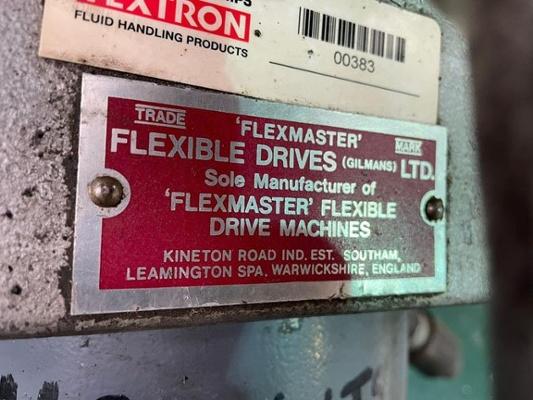 TEXTRON
FLUID HANDLING PRODUCTS
00383
TRADE
MARK
'FLEXMASTER'
FLEXIBLE DRIVES (GILMANS) LTD.
Sole Manufacturer of
'FLEXMASTER' FLEXIBLE
DRIVE MACHINES
KINETON ROAD IND. EST. SOUTHAM,
LEAMINGTON SPA, WARWICKSHIRE, ENGLAND